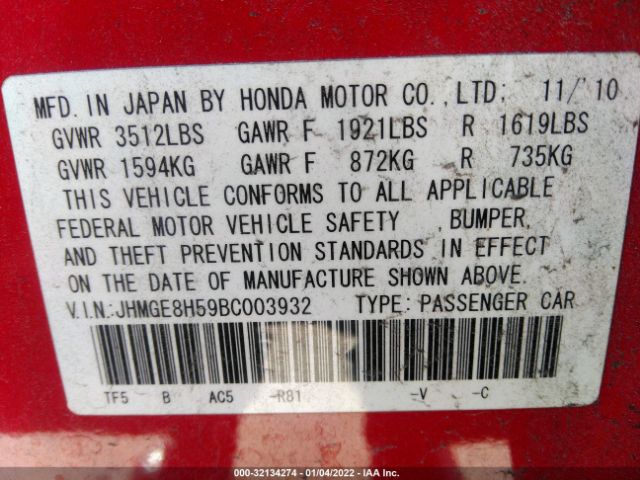 MFD. IN JAPAN BY HONDA MOTOR CO., LTD: 11/'10
GVWR 3512LBS GAWR F 1921LBS R 1619LBS
GVWR 1594KG GAWR F 872KG R 735KG
THIS VEHICLE CONFORMS TO ALL APPLICABLE
FEDERAL MOTOR VEHICLE SAFETY , BUMPER,
AND THEFT PREVENTION STANDARDS IN EFFECT
ON THE DATE OF MANUFACTURE SHOWN ABOVE.
V.I.N:JHMGE8H59BC003932 TYPE: PASSENGER CAR
TF5 B AC5 -R81 -V -C
000-32134274 | 01/04/2022 - IAA Inc.